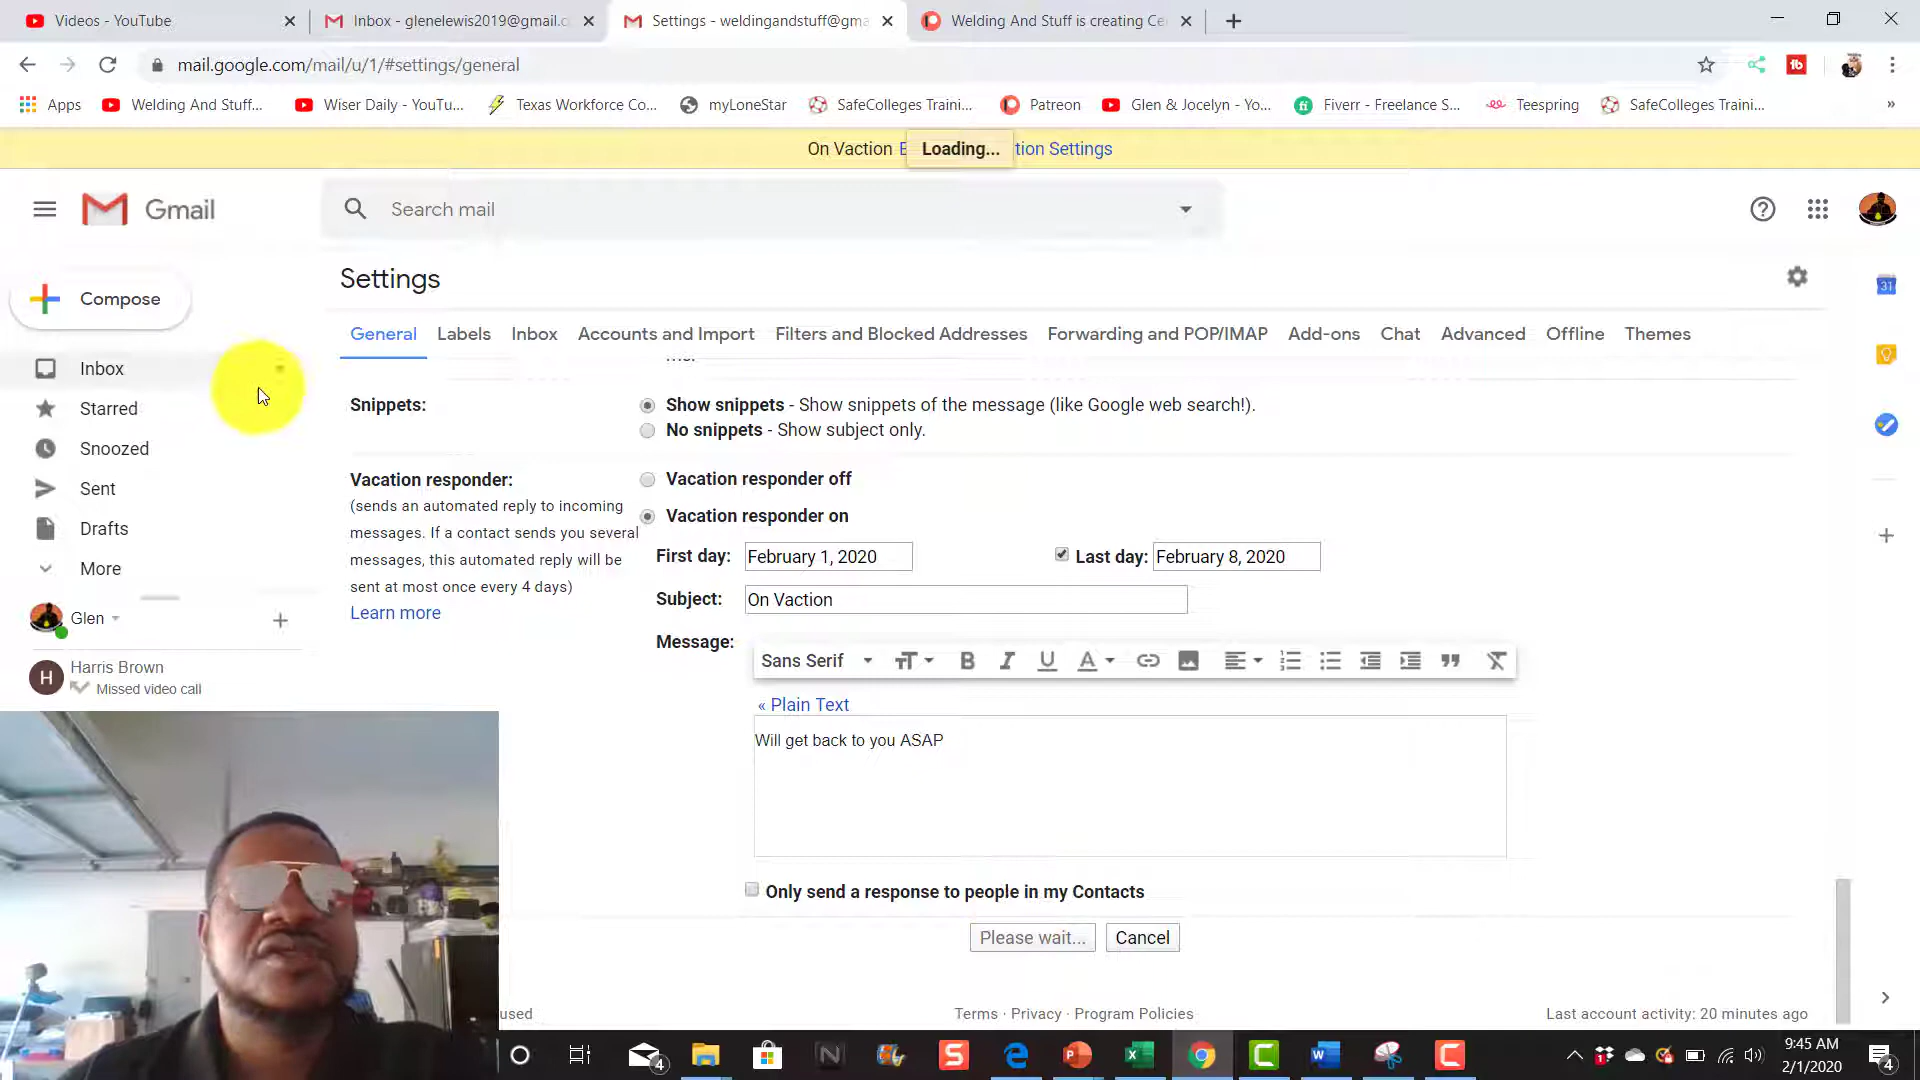 Videos - YouTube
Inbox - glenelewis2019@gmail.c
Settings - weldingandstuff@gma
Welding And Stuff is creating Ce
mail.google.com/mail/u/1/#settings/general
Apps
Welding And Stuff...
Wiser Daily - YouTu...
Texas Workforce Co...
myLoneStar
SafeColleges Traini...
Patreon
Glen & Jocelyn - Yo...
Fiverr - Freelance S...
Teespring
SafeColleges Traini...
»
On Vaction E Loading... tion Settings
Gmail
Search mail
Compose
Settings
General Labels Inbox Accounts and Import Filters and Blocked Addresses Forwarding and POP/IMAP Add-ons Chat Advanced Offline Themes
Inbox
Starred
Snoozed
Sent
Drafts
More
Glen
H
Harris Brown
Missed video call
Snippets:
Show snippets - Show snippets of the message (like Google web search!).
No snippets - Show subject only.
Vacation responder:
(sends an automated reply to incoming
messages. If a contact sends you several
messages, this automated reply will be
sent at most once every 4 days)
Learn more
Vacation responder off
Vacation responder on
First day: February 1, 2020 Last day: February 8, 2020
Subject: On Vaction
Message:
Sans Serif
« Plain Text
Will get back to you ASAP
Only send a response to people in my Contacts
Please wait... Cancel
used
Terms · Privacy · Program Policies
Last account activity: 20 minutes ago
31
4
9:45 AM
2/1/2020
4